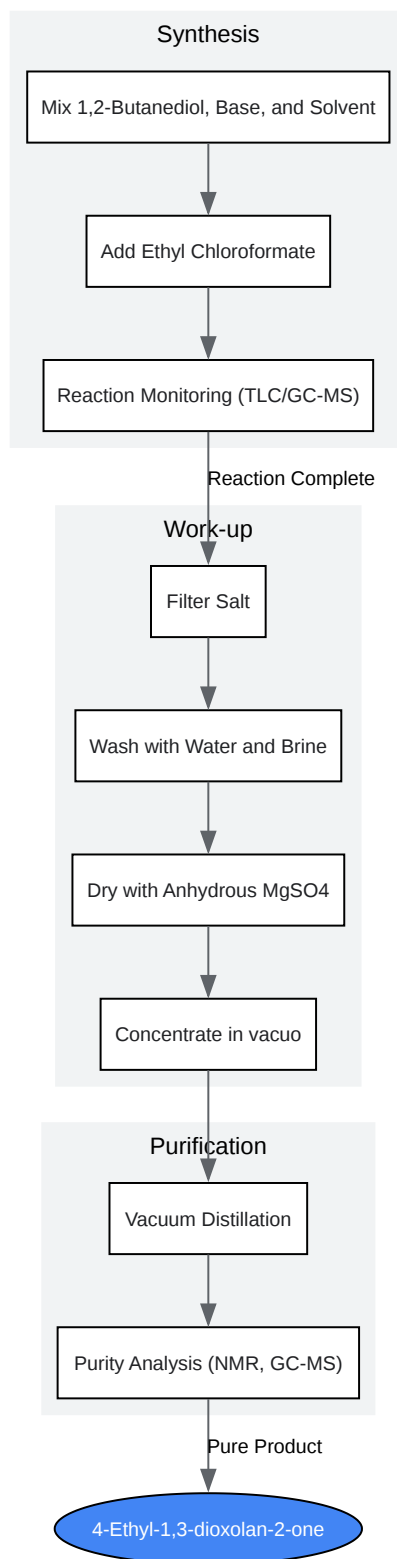 Synthesis
Mix 1,2-Butanediol, Base, and Solvent
Add Ethyl Chloroformate
Reaction Monitoring (TLC/GC-MS)
Reaction Complete
Work-up
Filter Salt
Wash with Water and Brine
Dry with Anhydrous MgSO4
Concentrate in vacuo
Purification
Vacuum Distillation
Purity Analysis (NMR, GC-MS)
Pure Product
4-Ethyl-1,3-dioxolan-2-one